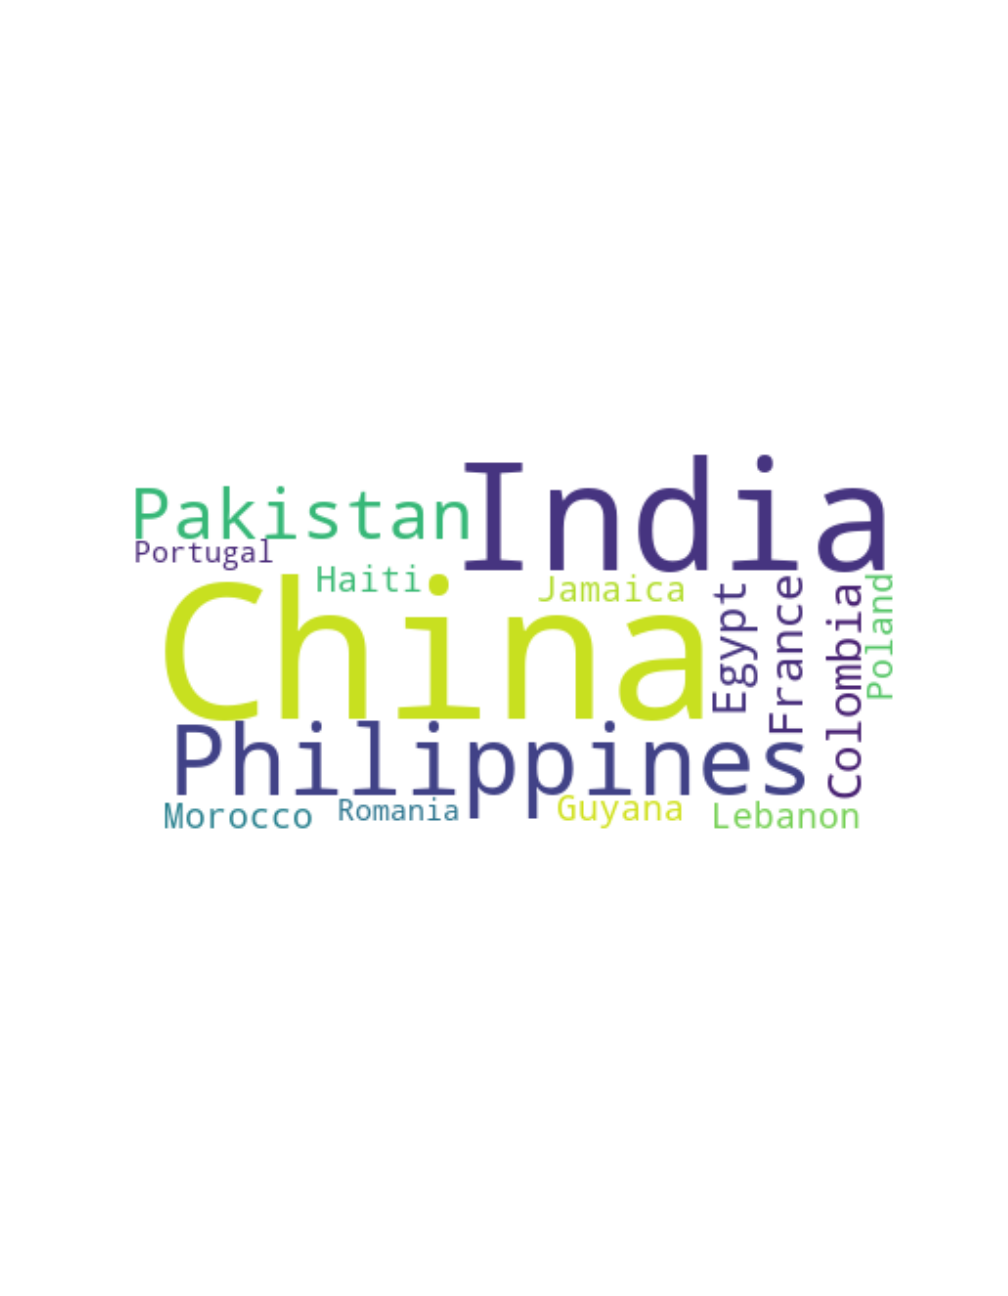 India
Pakistan
Portugal
Haiti
Jamaica
China
Egypt
France
Colombia
Poland
Philippines
Morocco
Romania
Guyana
Lebanon